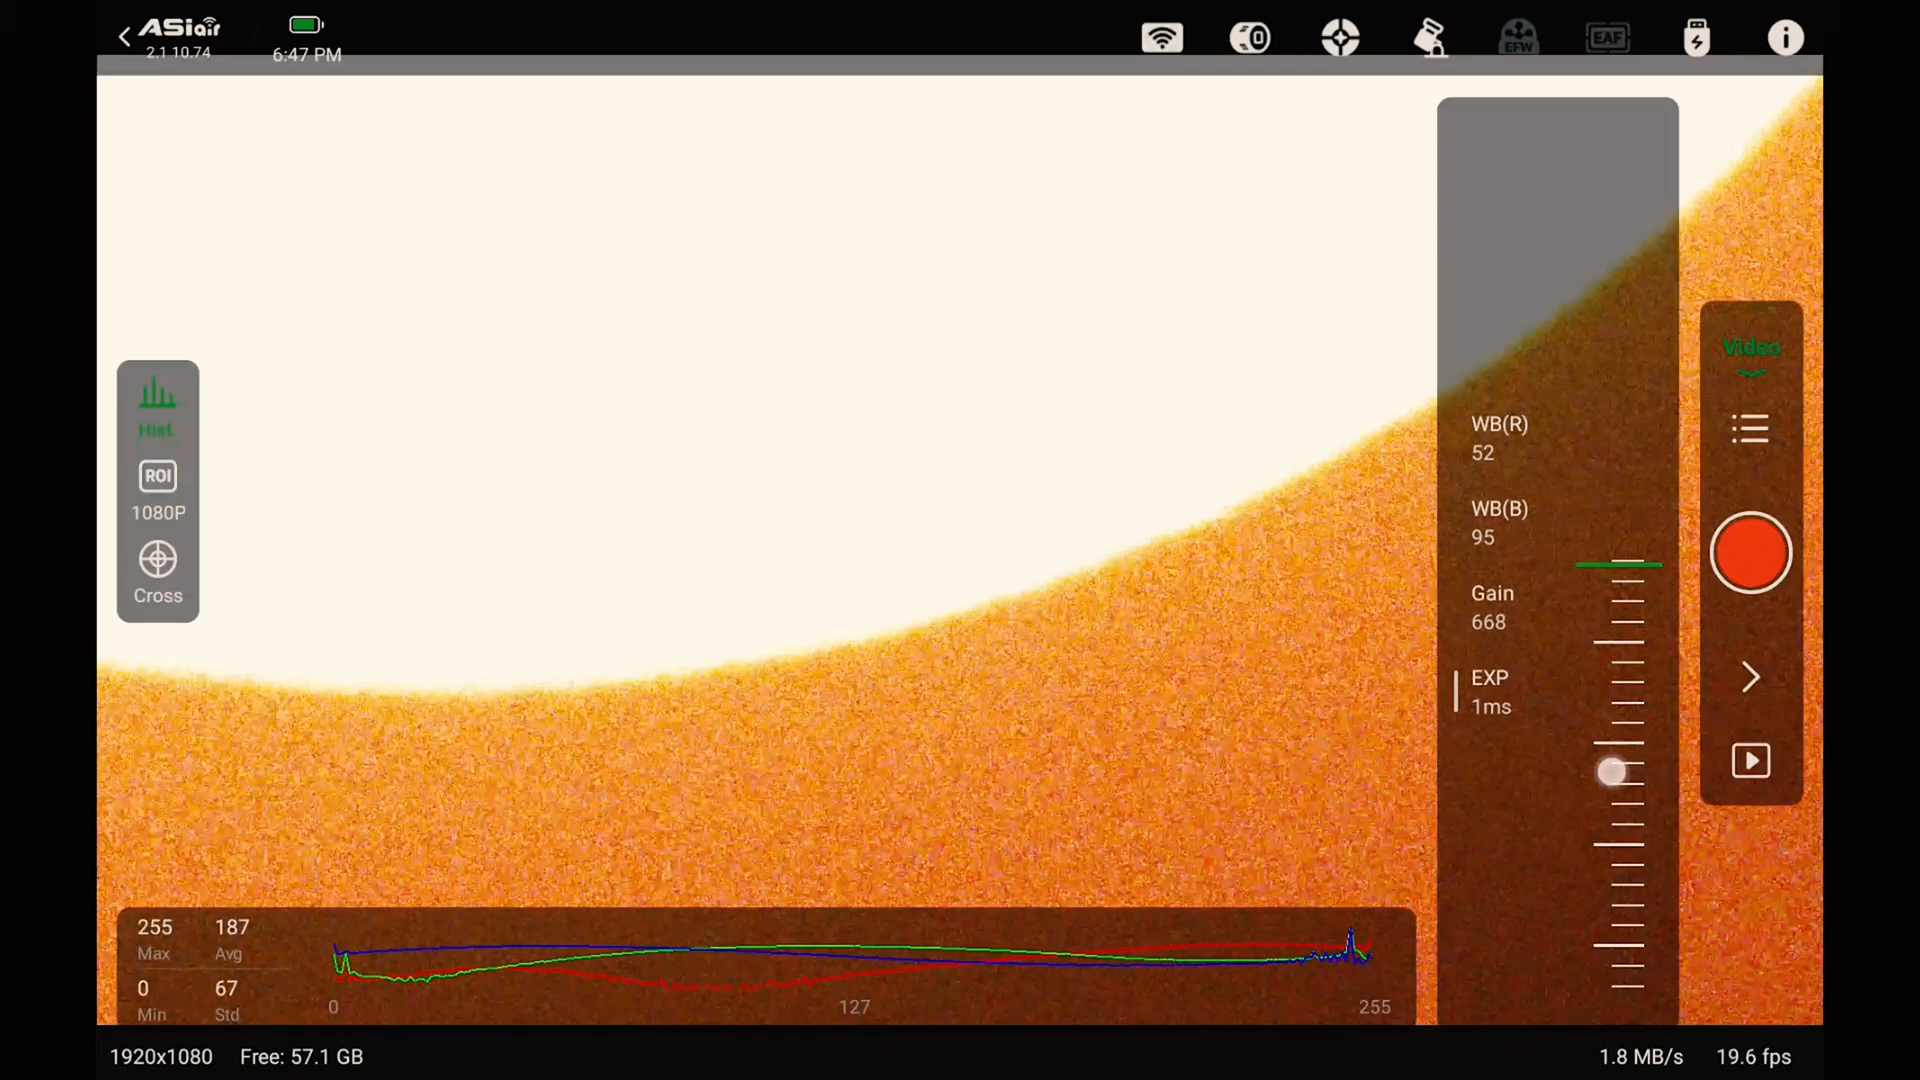 ASiair
2.1 10.74
6:47 PM
EFW
EAF
Hist.
ROI
1080P
Cross
WB(R)
52
WB(B)
95
Gain
668
EXP
1ms
Video
255 187
Max Avg
0 67
Min Std
0 127 255
1920x1080 Free: 57.1 GB
1.8 MB/s 19.6 fps